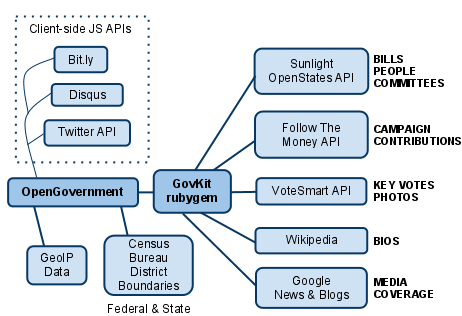 Client-side JS APIs
Bit.ly
Disqus
Twitter API
OpenGovernment
GeoIP
Data
Census
Bureau
District
Boundaries
Federal & State
GovKit
rubygem
Sunlight
OpenStates API
BILLS
PEOPLE
COMMITTEES
Follow The
Money API
CAMPAIGN
CONTRIBUTIONS
VoteSmart API
KEY VOTES
PHOTOS
Wikipedia
BIOS
Google
News & Blogs
MEDIA
COVERAGE